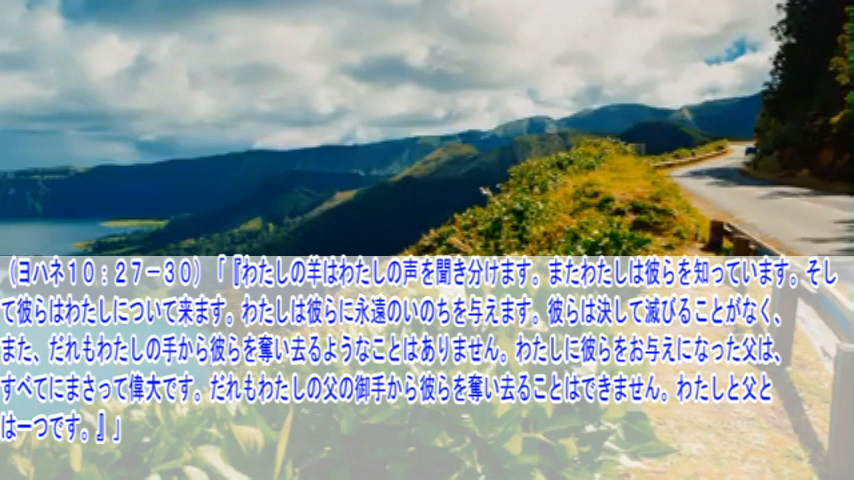 （ヨハネ１０：２７－３０）「『わたしの羊はわたしの声を聞き分けます。またわたしは彼らを知っています。そし
て彼らはわたしについて来ます。わたしは彼らに永遠のいのちを与えます。彼らは決して滅びることがなく、
また、だれもわたしの手から彼らを奪い去るようなことはありません。わたしに彼らをお与えになった父は、
すべてにまさって偉大です。だれもわたしの父の御手から彼らを奪い去ることはできません。わたしと父と
は一つです。』」